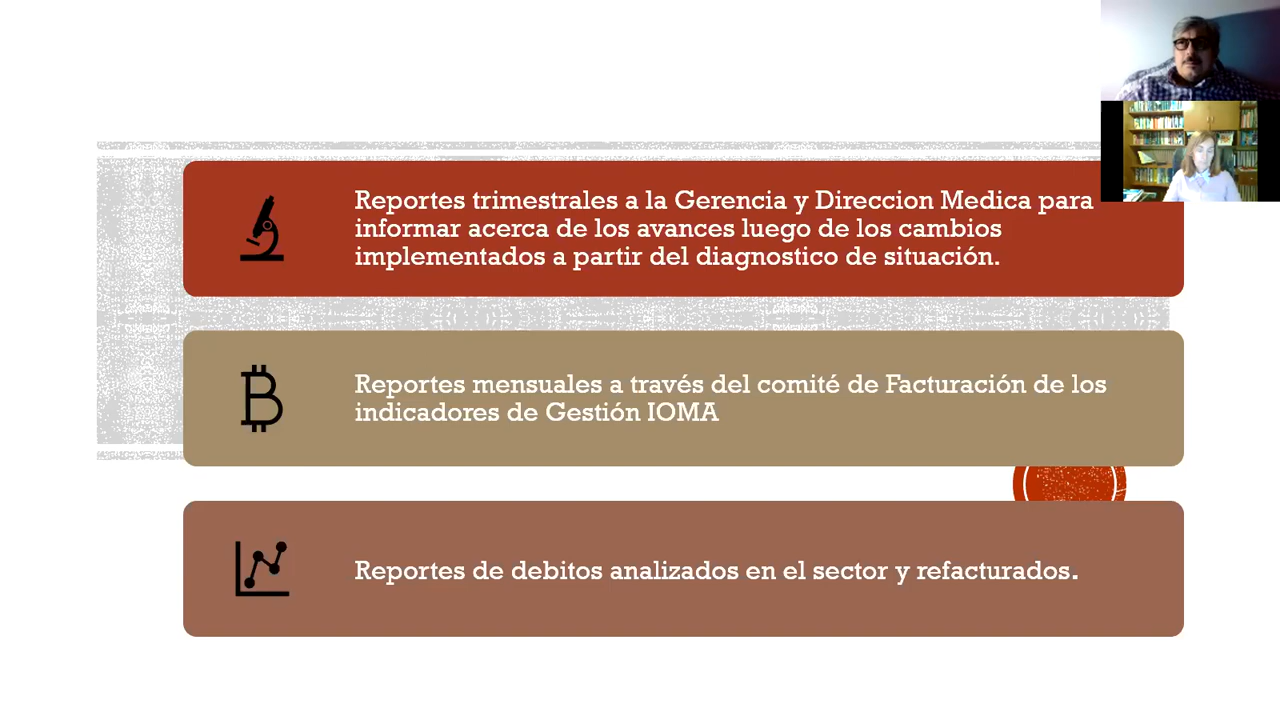 Reportes trimestrales a la Gerencia y Direccion Medica para
informar acerca de los avances luego de los cambios
implementados a partir del diagnostico de situación.
Reportes mensuales a través del comité de Facturación de los
indicadores de Gestión IOMA
Reportes de debitos analizados en el sector y refacturados.